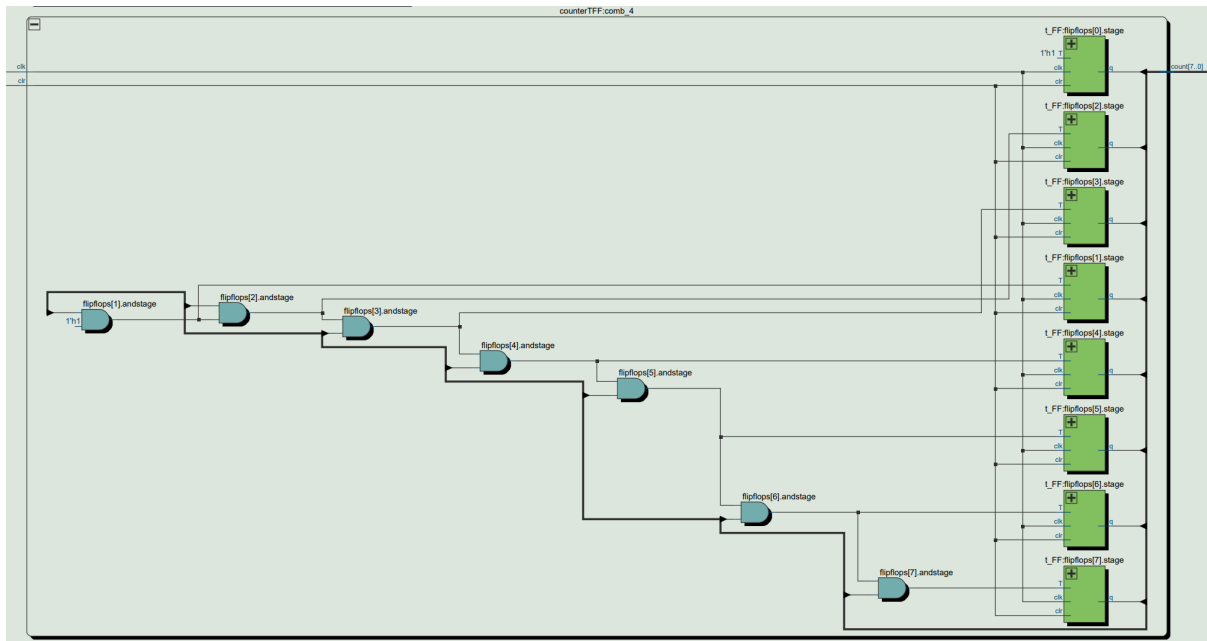 counterTFF:comb_4
t_FF:flipflops[0].stage
1'h1 T
clk
clr
clk
clr
q
count[7..0]
t_FF:flipflops[2].stage
T
clk
clr
q
t_FF:flipflops[3].stage
T
clk
clr
q
t_FF:flipflops[1].stage
T
clk
clr
q
flipflops[1].andstage
1'h1
flipflops[2].andstage
flipflops[3].andstage
flipflops[4].andstage
flipflops[5].andstage
t_FF:flipflops[4].stage
T
clk
clr
q
t_FF:flipflops[5].stage
T
clk
clr
q
flipflops[6].andstage
t_FF:flipflops[6].stage
T
clk
clr
q
flipflops[7].andstage
t_FF:flipflops[7].stage
T
clk
clr
q